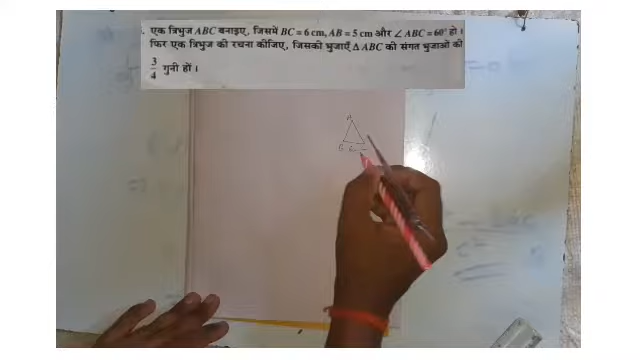 एक त्रिभुज ABC बनाइए, जिसमें BC = 6 cm, AB = 5 cm और ∠ ABC = 60° हो।
फिर एक त्रिभुज की रचना कीजिए, जिसकी भुजाएँ Δ ABC की संगत भुजाओं की
3/4 गुनी हों।
A
B